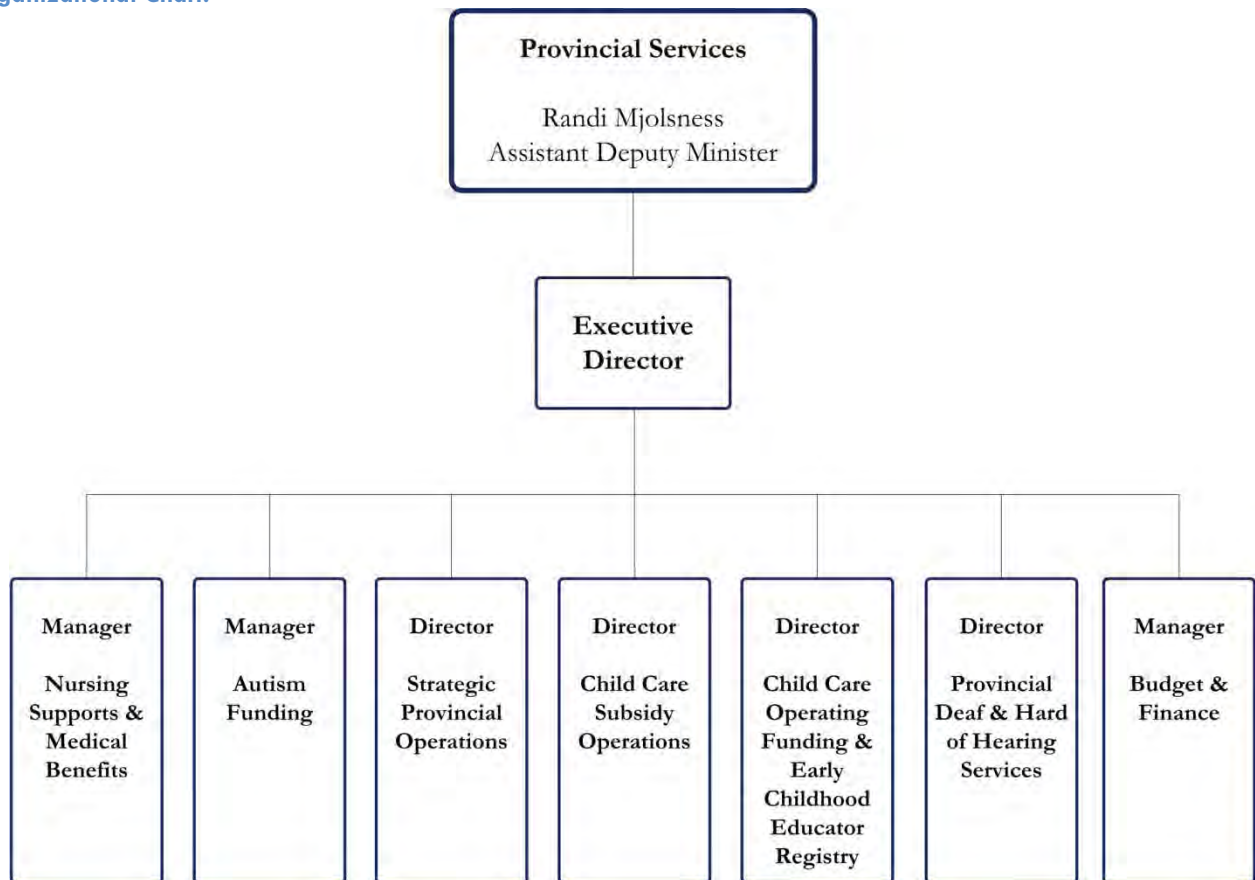 Provincial Services
Randi Mjolsness
Assistant Deputy Minister
Executive
Director
Manager
Nursing
Supports &
Medical
Benefits
Manager
Autism
Funding
Director
Strategic
Provincial
Operations
Director
Child Care
Subsidy
Operations
Director
Child Care
Operating
Funding &
Early
Childhood
Educator
Registry
Director
Provincial
Deaf & Hard
of Hearing
Services
Manager
Budget &
Finance